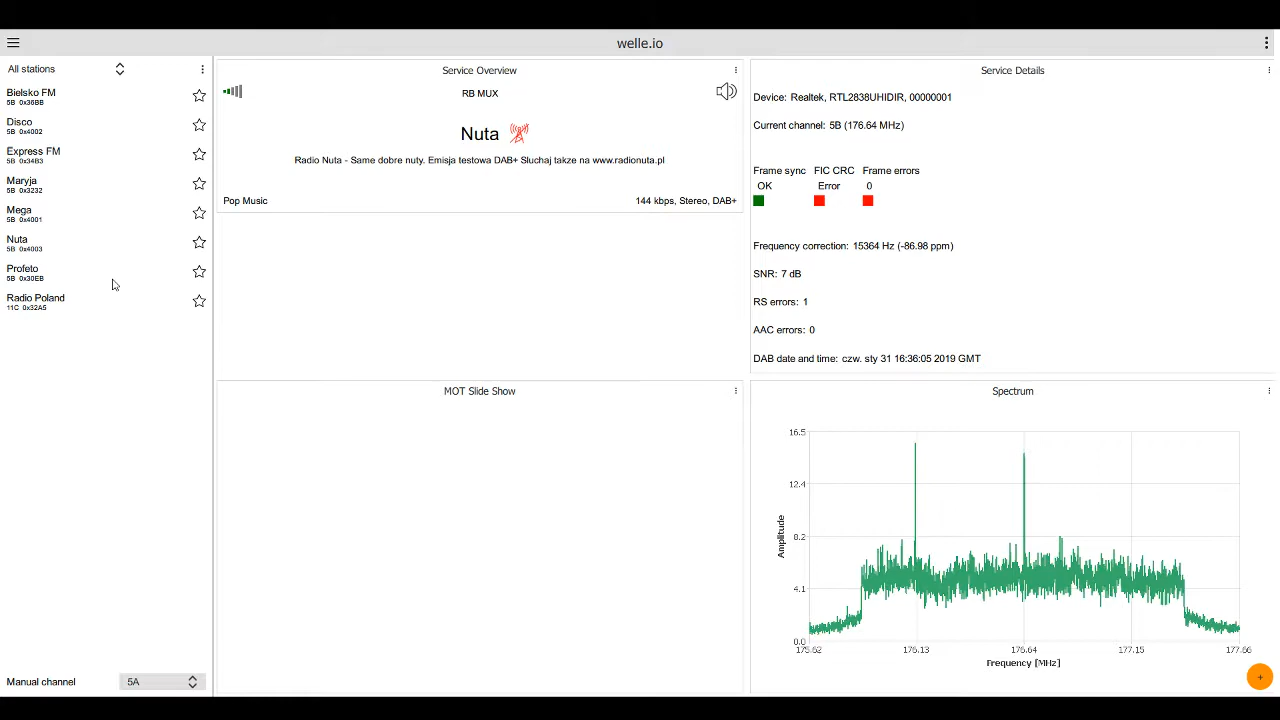 welle.io
All stations
Bielsko FM
5B 0x36BB
Disco
5B 0x4002
Express FM
5B 0x34B3
Maryja
5B 0x3232
Mega
5B 0x4001
Nuta
5B 0x4003
Profeto
5B 0x30EB
Radio Poland
11C 0x32A5
Manual channel 5A
Service Overview
RB MUX
Nuta
Radio Nuta - Same dobre nuty. Emisja testowa DAB+ Sluchaj takze na www.radionuta.pl
Pop Music 144 kbps, Stereo, DAB+
Service Details
Device: Realtek, RTL2838UHIDIR, 00000001
Current channel: 5B (176.64 MHz)
Frame sync FIC CRC Frame errors
OK Error 0
Frequency correction: 15364 Hz (-86.98 ppm)
SNR: 7 dB
RS errors: 1
AAC errors: 0
DAB date and time: czw. sty 31 16:36:05 2019 GMT
MOT Slide Show
Spectrum
16.5
12.4
8.2
4.1
0.0
Amplitude
175.62 176.13 176.64 177.15 177.66
Frequency [MHz]
+